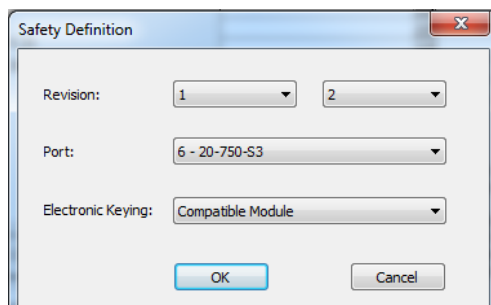 Safety Definition
Revision: 1 2
Port: 6 - 20-750-S3
Electronic Keying: Compatible Module
OK Cancel